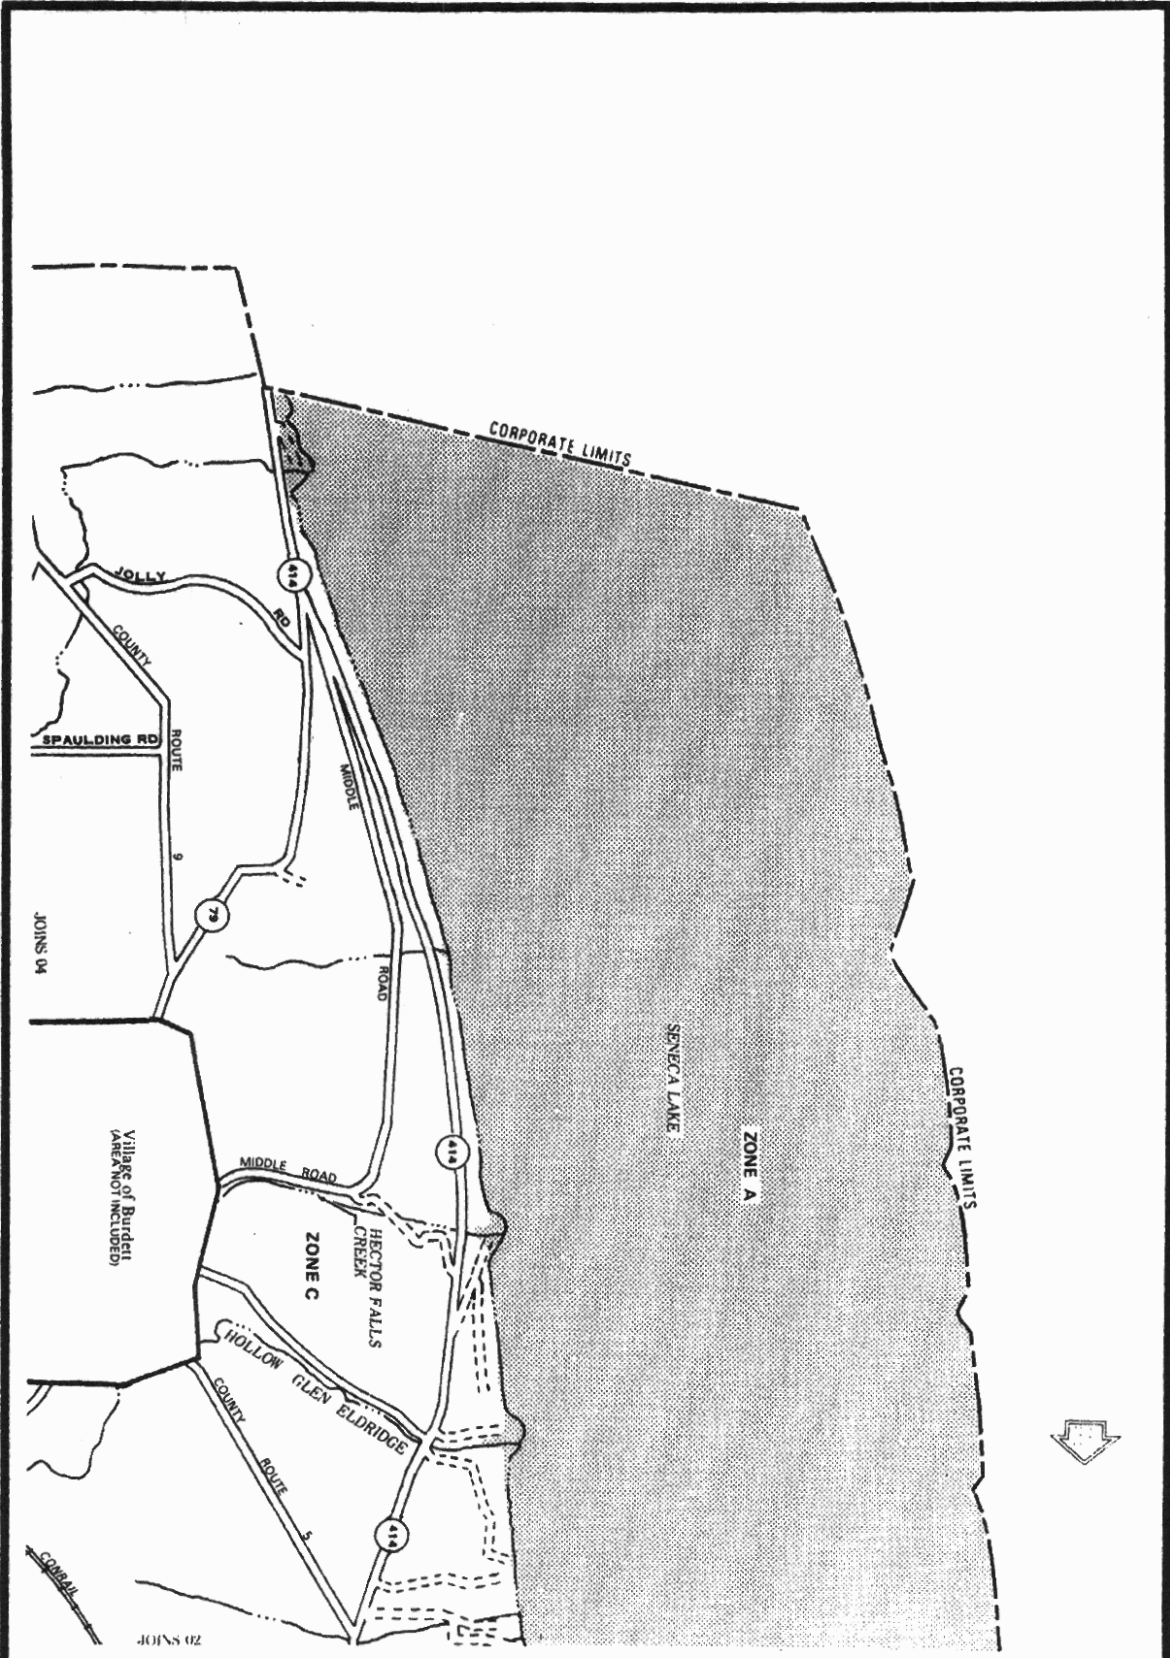 CORPORATE LIMITS
414
JOLLY
RD
COUNTY
ROUTE
9
SPAULDING RD
MIDDLE
ROAD
79
JOINS 04
SENECA LAKE
ZONE A
CORPORATE LIMITS
414
Village of Burdett
(AREA NOT INCLUDED)
MIDDLE ROAD
HECTOR FALLS
CREEK
ZONE C
HOLLOW GLEN ELDRIDGE
COUNTY
ROUTE
5
414
CONRAIL
JOINS 02